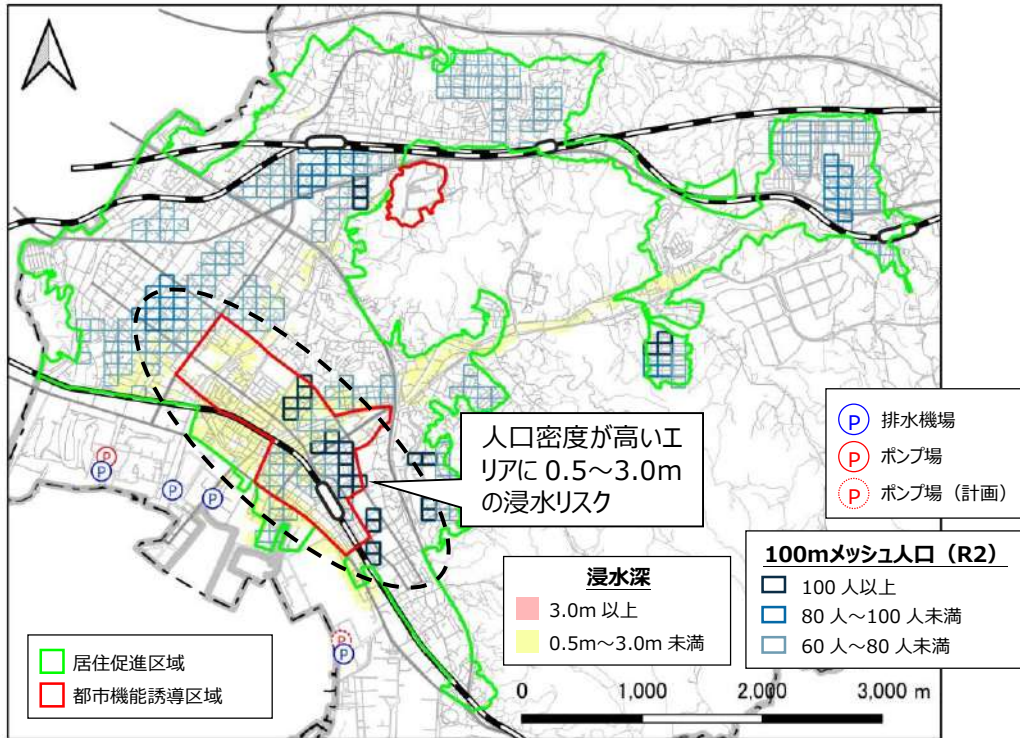 人口密度が高いエ
リアに 0.5～3.0m
の浸水リスク
P 排水機場
P ポンプ場
P ポンプ場（計画）
100mメッシュ人口（R2）
100 人以上
80 人～100 人未満
60 人～80 人未満
浸水深
3.0m 以上
0.5m～3.0m 未満
居住促進区域
都市機能誘導区域
0 1,000 2,000 3,000 m
P
P
P
P
P
P